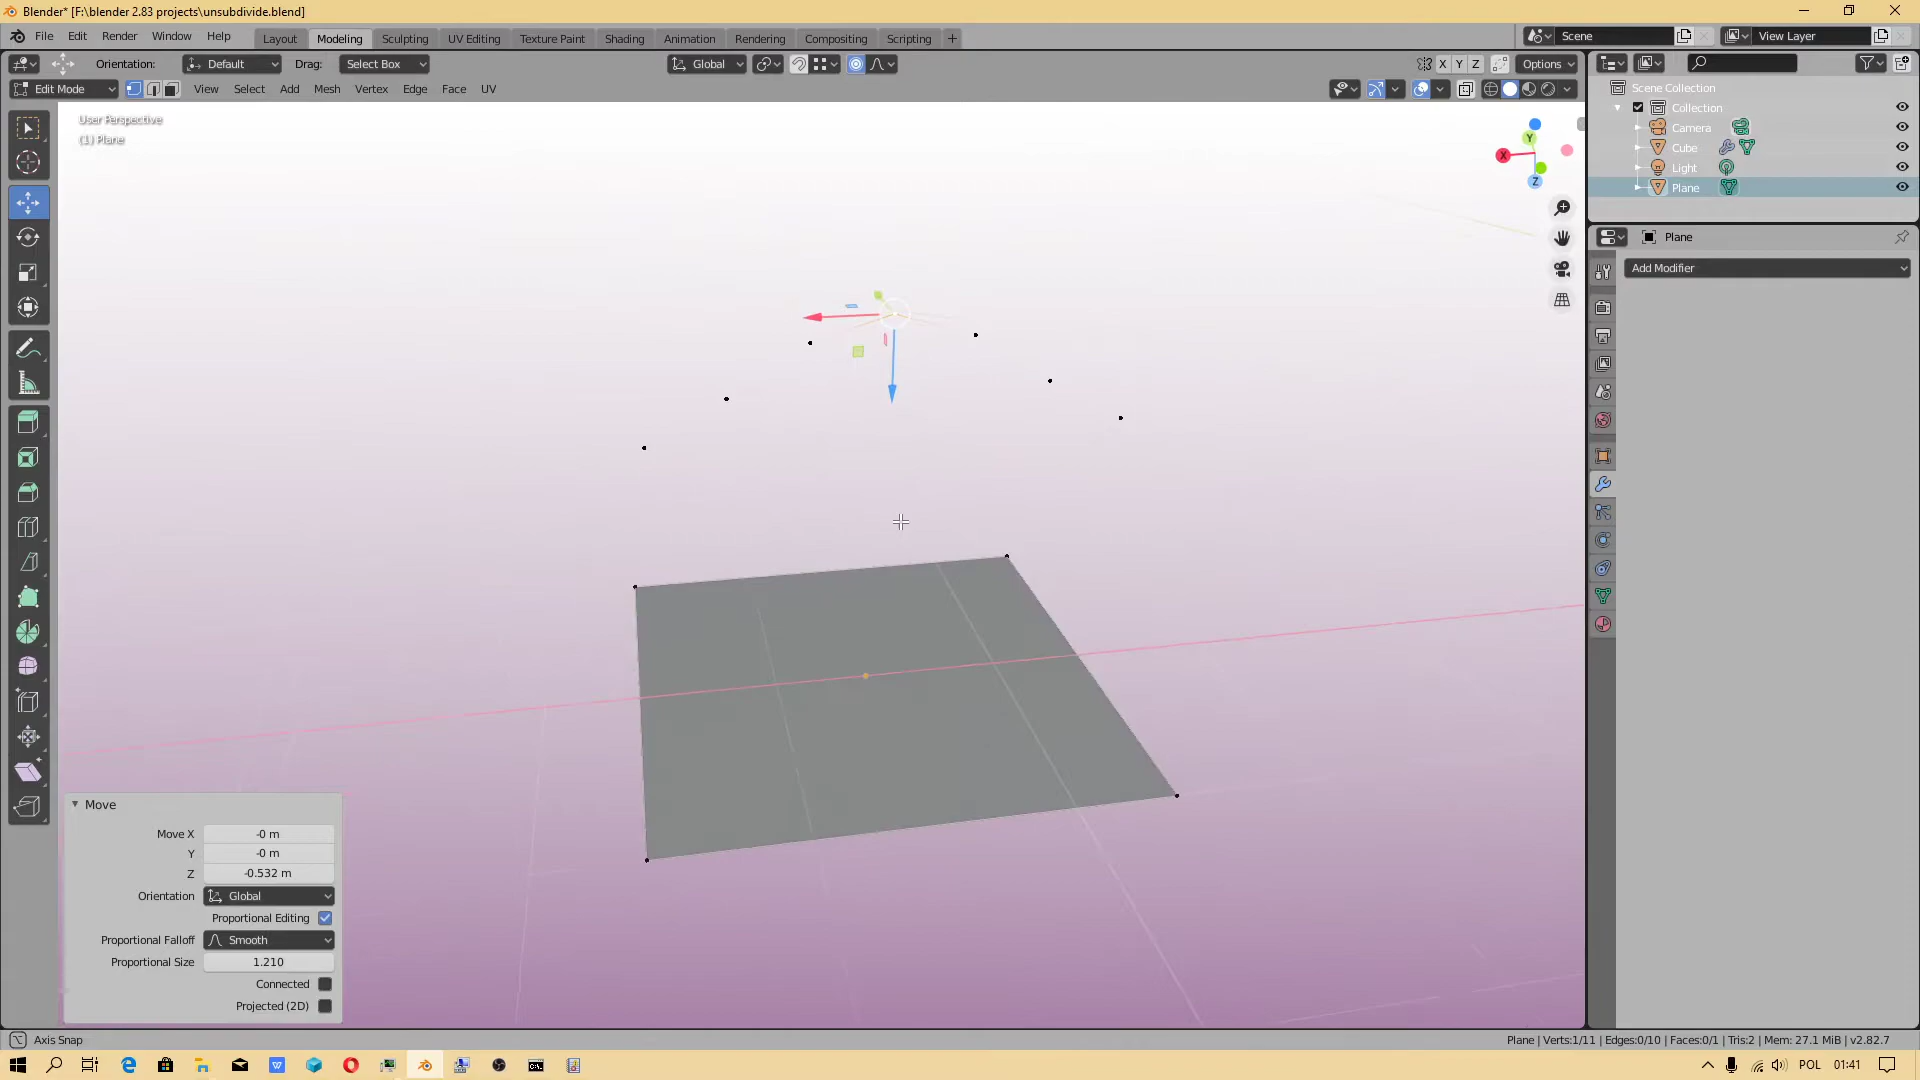 Blender* [F:\blender 2.83 projects\unsubdivide.blend]
File Edit Render Window Help
Layout Modeling Sculpting UV Editing Texture Paint Shading Animation Rendering Compositing Scripting +
Scene
View Layer
Orientation: Default Drag: Select Box
Global
X Y Z Options
Edit Mode View Select Add Mesh Vertex Edge Face UV
User Perspective
(1) Plane
Y
X
Z
Scene Collection
Collection
Camera
Cube
Light
Plane
Plane
Add Modifier
Move
Move X -0 m
Y -0 m
Z -0.532 m
Orientation Global
Proportional Editing
Proportional Falloff Smooth
Proportional Size 1.210
Connected
Projected (2D)
Axis Snap
Plane | Verts:1/11 | Edges:0/10 | Faces:0/1 | Tris:2 | Mem: 27.1 MiB | v2.82.7
POL 01:41